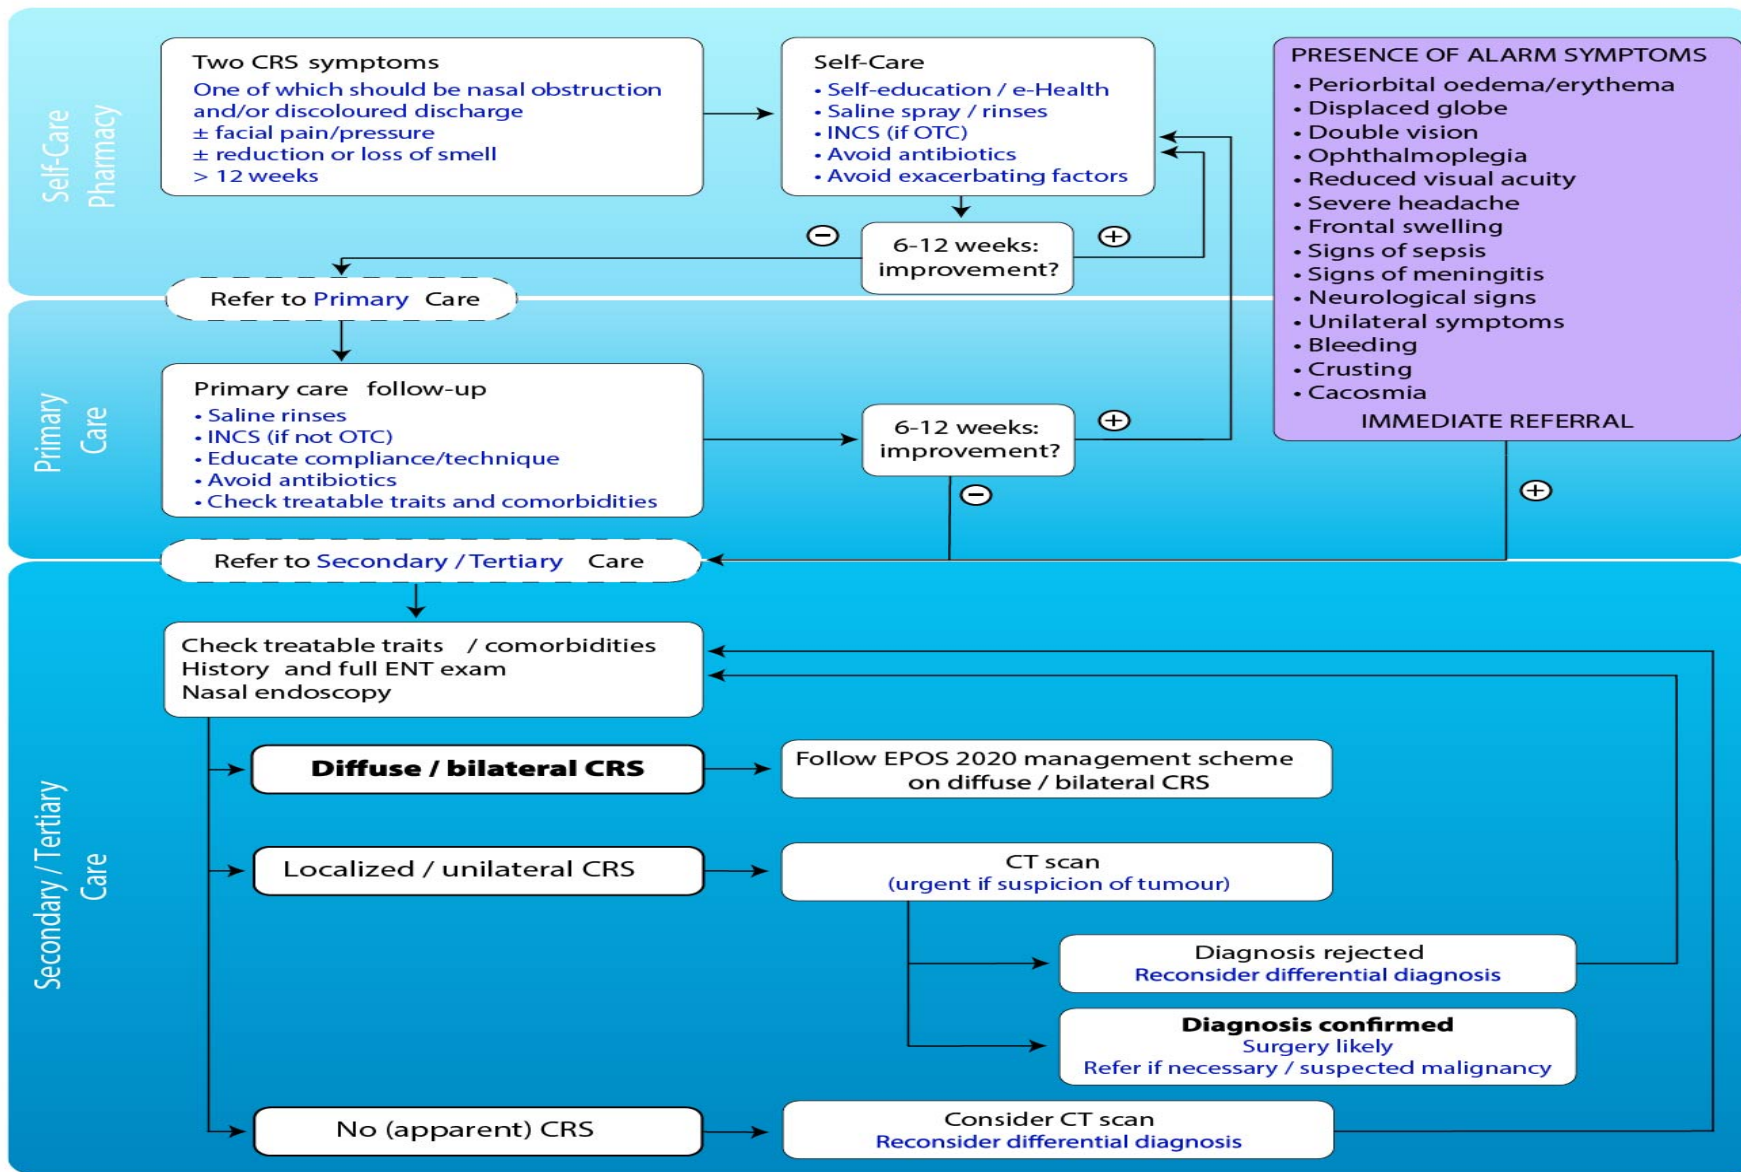 Self-Care
Pharmacy
Two CRS symptoms
One of which should be nasal obstruction
and/or discoloured discharge
± facial pain/pressure
± reduction or loss of smell
> 12 weeks
Self-Care
• Self-education / e-Health
• Saline spray / rinses
• INCS (if OTC)
• Avoid antibiotics
• Avoid exacerbating factors
PRESENCE OF ALARM SYMPTOMS
• Periorbital oedema/erythema
• Displaced globe
• Double vision
• Ophthalmoplegia
• Reduced visual acuity
• Severe headache
• Frontal swelling
• Signs of sepsis
• Signs of meningitis
• Neurological signs
• Unilateral symptoms
• Bleeding
• Crusting
• Cacosmia
IMMEDIATE REFERRAL
−
6-12 weeks:
improvement?
+
Refer to Primary Care
Primary
Care
Primary care follow-up
• Saline rinses
• INCS (if not OTC)
• Educate compliance/technique
• Avoid antibiotics
• Check treatable traits and comorbidities
6-12 weeks:
improvement?
+
−
+
Refer to Secondary / Tertiary Care
Secondary / Tertiary
Care
Check treatable traits / comorbidities
History and full ENT exam
Nasal endoscopy
Diffuse / bilateral CRS
Follow EPOS 2020 management scheme
on diffuse / bilateral CRS
Localized / unilateral CRS
CT scan
(urgent if suspicion of tumour)
Diagnosis rejected
Reconsider differential diagnosis
Diagnosis confirmed
Surgery likely
Refer if necessary / suspected malignancy
No (apparent) CRS
Consider CT scan
Reconsider differential diagnosis